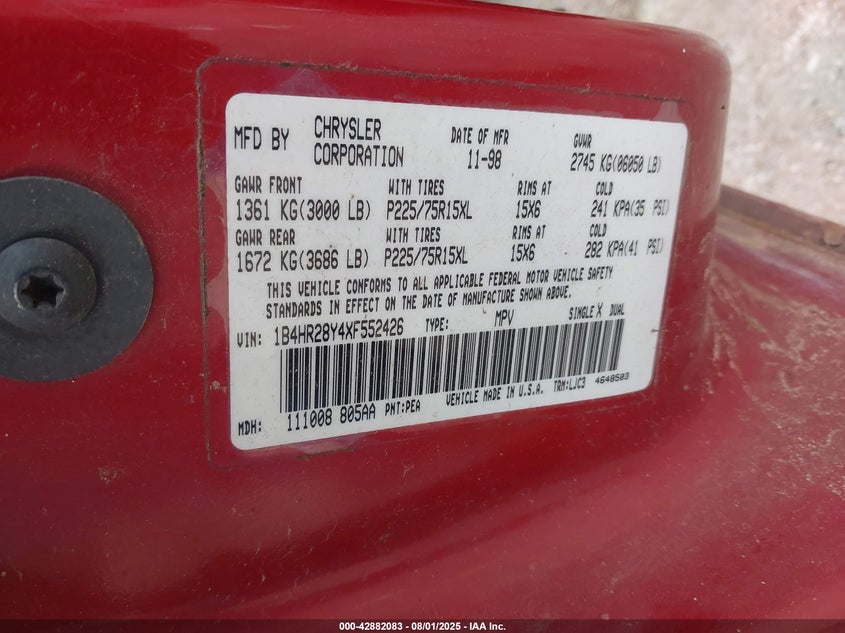 MFD BY CHRYSLER CORPORATION DATE OF MFR 11-98 GVWR 2745 KG(06050 LB)
GAWR FRONT WITH TIRES RIMS AT COLD
1361 KG(3000 LB) P225/75R15XL 15X6 241 KPA(35 PSI)
GAWR REAR WITH TIRES RIMS AT COLD
1672 KG(3686 LB) P225/75R15XL 15X6 282 KPA(41 PSI)
THIS VEHICLE CONFORMS TO ALL APPLICABLE FEDERAL MOTOR VEHICLE SAFETY
STANDARDS IN EFFECT ON THE DATE OF MANUFACTURE SHOWN ABOVE.
VIN: 1B4HR28Y4XF552426 TYPE: MPV SINGLE X DUAL
MDH: 111008 805AA PNT:PEA VEHICLE MADE IN U.S.A. TRM:LJC3 4648503
000-42882083 - 08/01/2025 - IAA Inc.